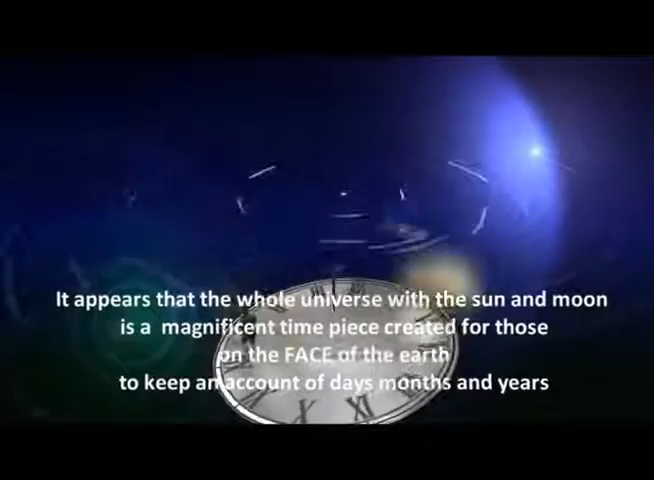 It appears that the whole universe with the sun and moon
is a magnificent time piece created for those
on the FACE of the earth
to keep an account of days months and years